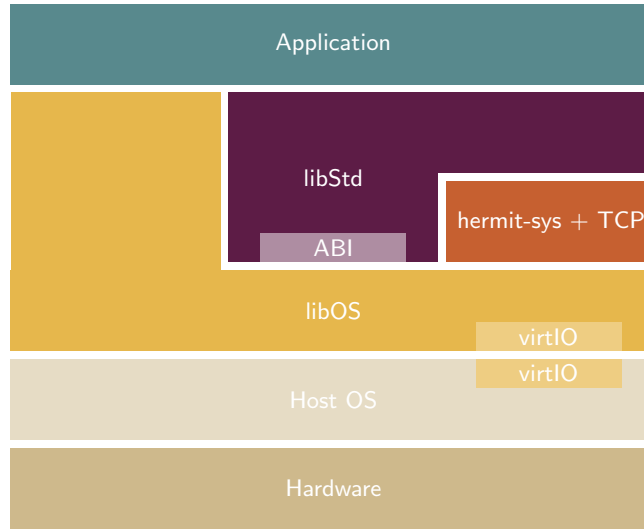 Application
libStd
hermit-sys + TCP
ABI
libOS
virtIO
virtIO
Host OS
Hardware